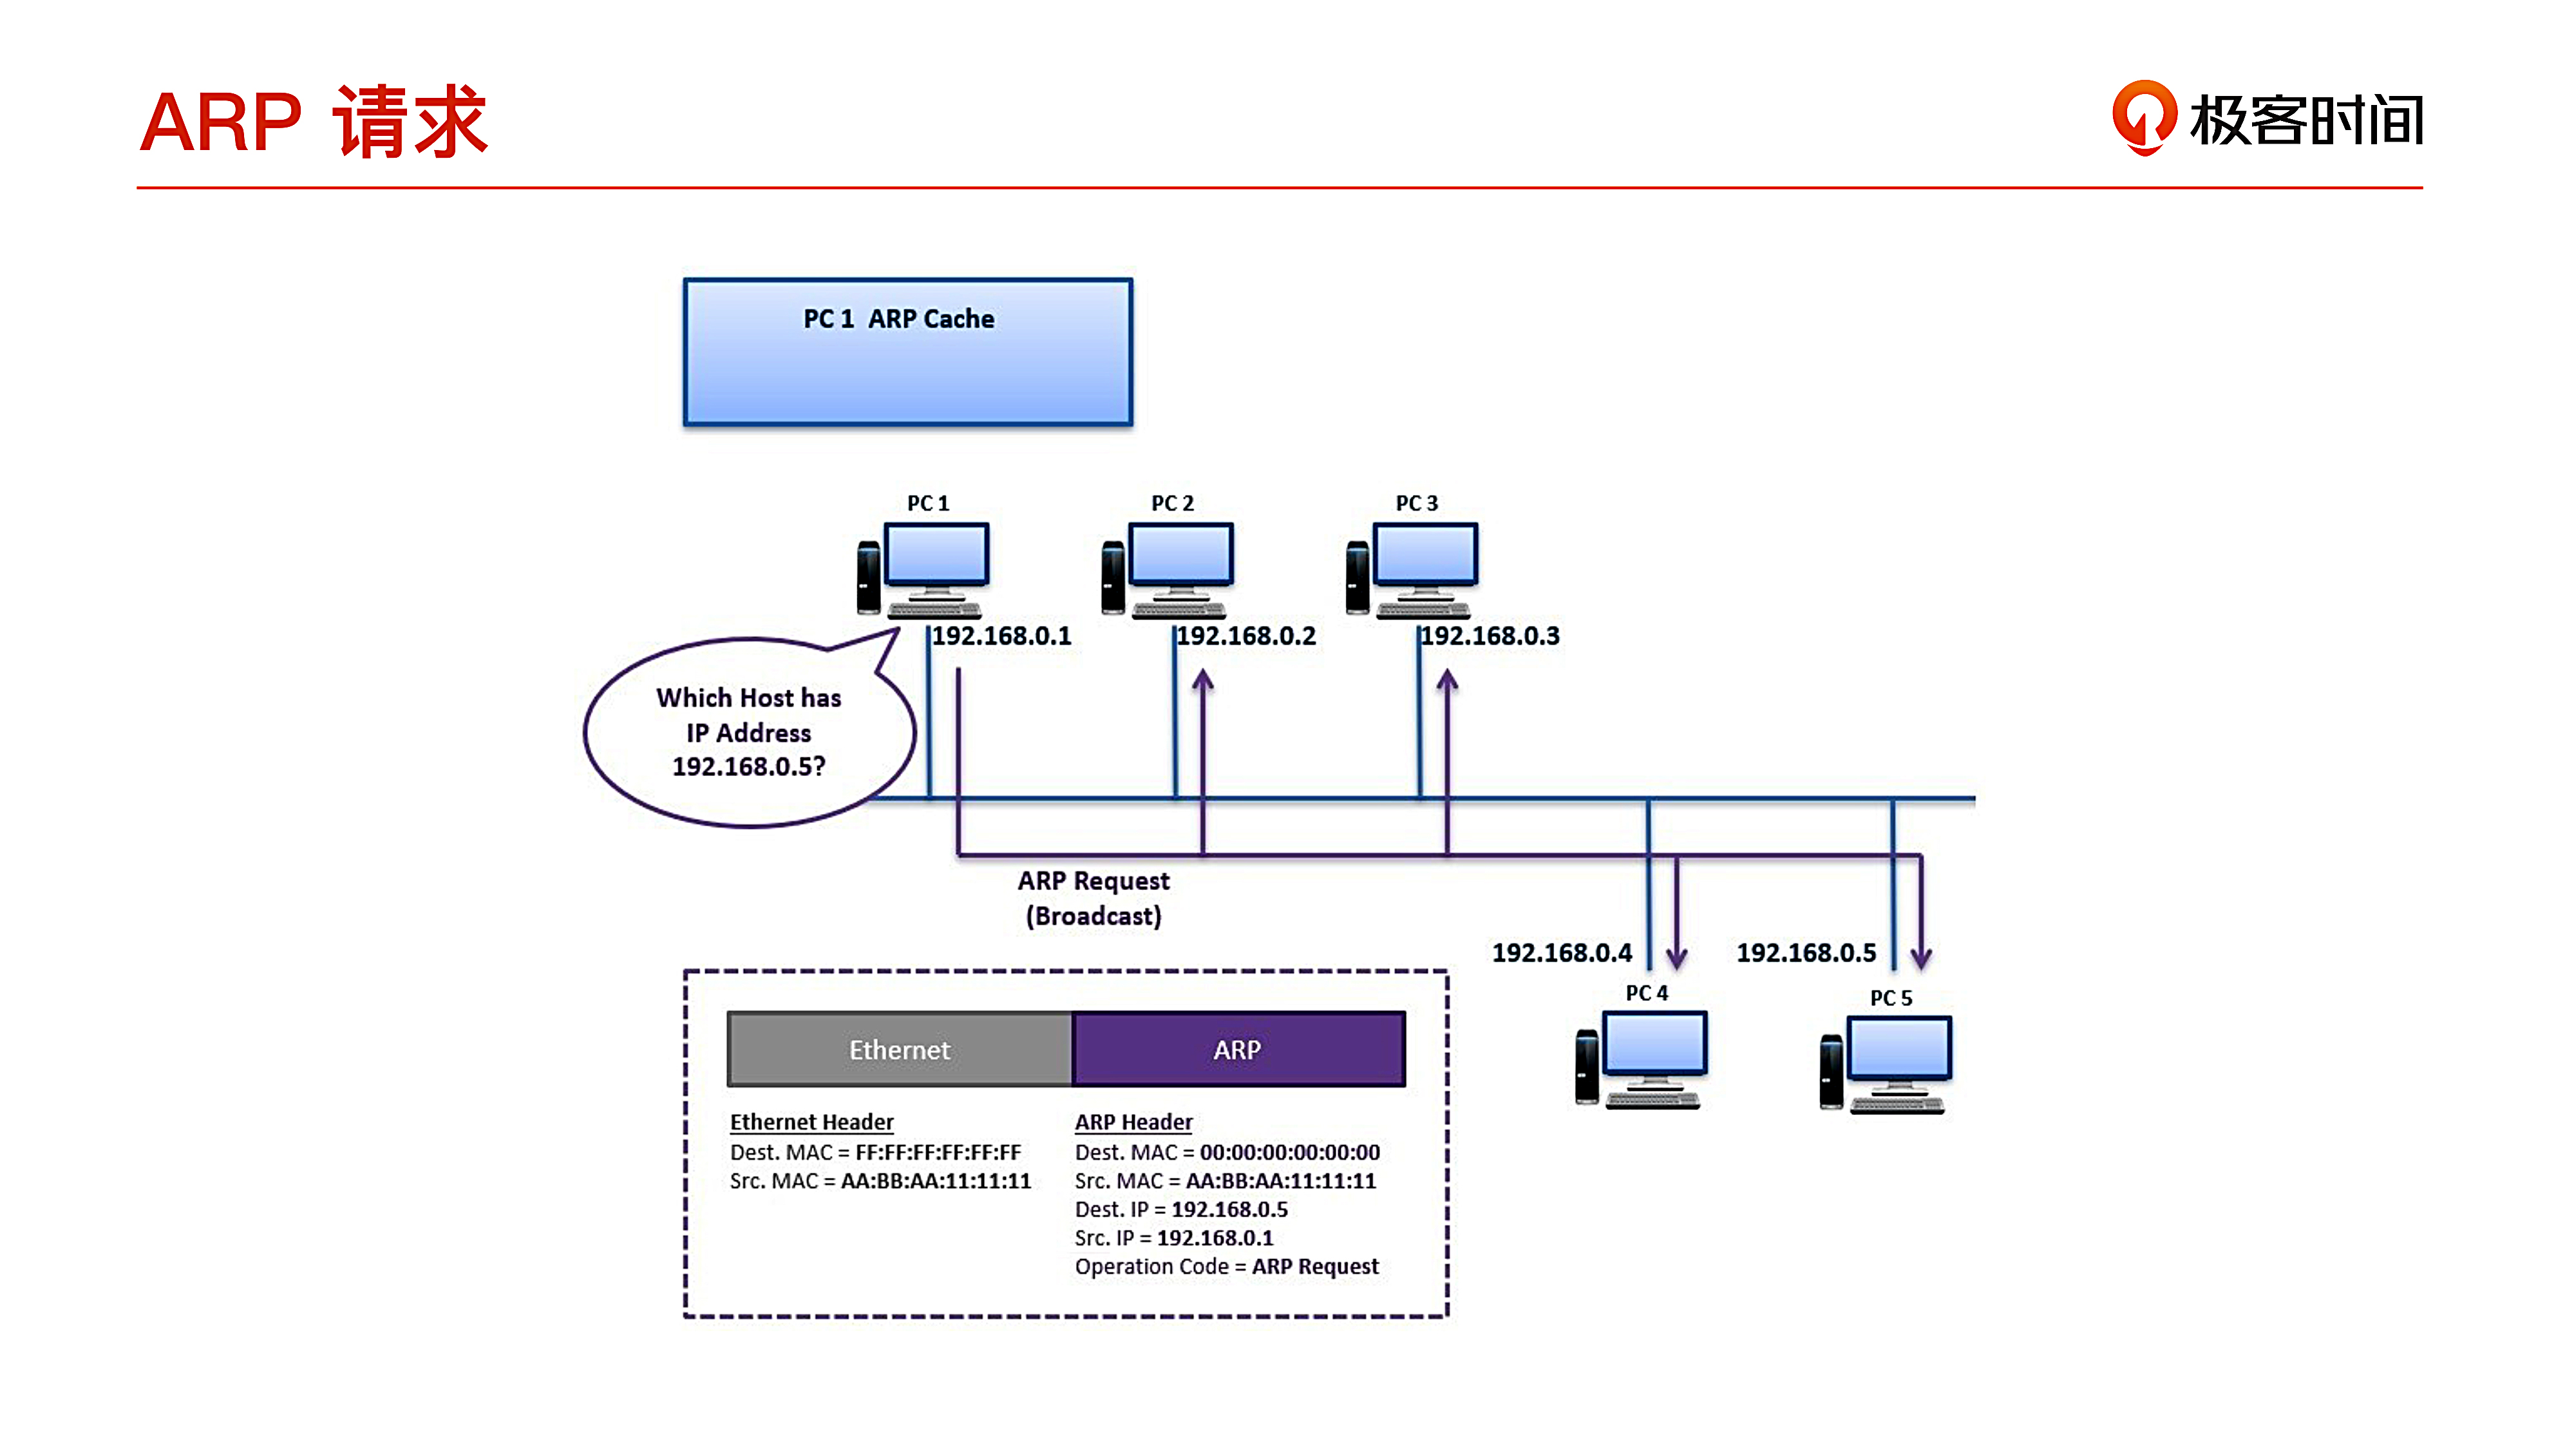 ARP 请求
极客时间
PC 1 ARP Cache
PC 1
PC 2
PC 3
192.168.0.1
192.168.0.2
192.168.0.3
Which Host has
IP Address
192.168.0.5?
ARP Request
(Broadcast)
192.168.0.4
192.168.0.5
PC 4
PC 5
Ethernet
ARP
Ethernet Header
Dest. MAC = FF:FF:FF:FF:FF:FF
Src. MAC = AA:BB:AA:11:11:11
ARP Header
Dest. MAC = 00:00:00:00:00:00
Src. MAC = AA:BB:AA:11:11:11
Dest. IP = 192.168.0.5
Src. IP = 192.168.0.1
Operation Code = ARP Request